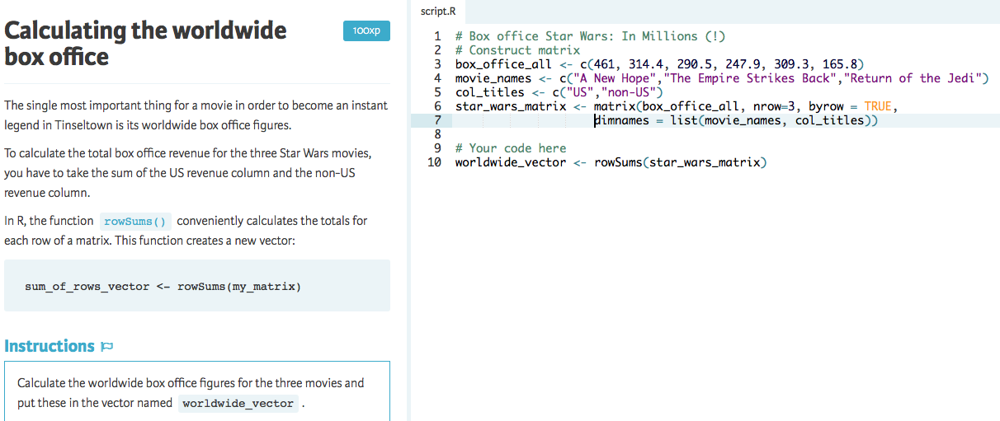 Calculating the worldwide
box office
100xp
The single most important thing for a movie in order to become an instant
legend in Tinseltown is its worldwide box office figures.
To calculate the total box office revenue for the three Star Wars movies,
you have to take the sum of the US revenue column and the non-US
revenue column.
In R, the function rowSums() conveniently calculates the totals for
each row of a matrix. This function creates a new vector:
sum_of_rows_vector <- rowSums(my_matrix)
Instructions
Calculate the worldwide box office figures for the three movies and
put these in the vector named worldwide_vector .
script.R
1 # Box office Star Wars: In Millions (!)
2 # Construct matrix
3 box_office_all <- c(461, 314.4, 290.5, 247.9, 309.3, 165.8)
4 movie_names <- c("A New Hope","The Empire Strikes Back","Return of the Jedi")
5 col_titles <- c("US","non-US")
6 star_wars_matrix <- matrix(box_office_all, nrow=3, byrow = TRUE,
7 dimnames = list(movie_names, col_titles))
8
9 # Your code here
10 worldwide_vector <- rowSums(star_wars_matrix)